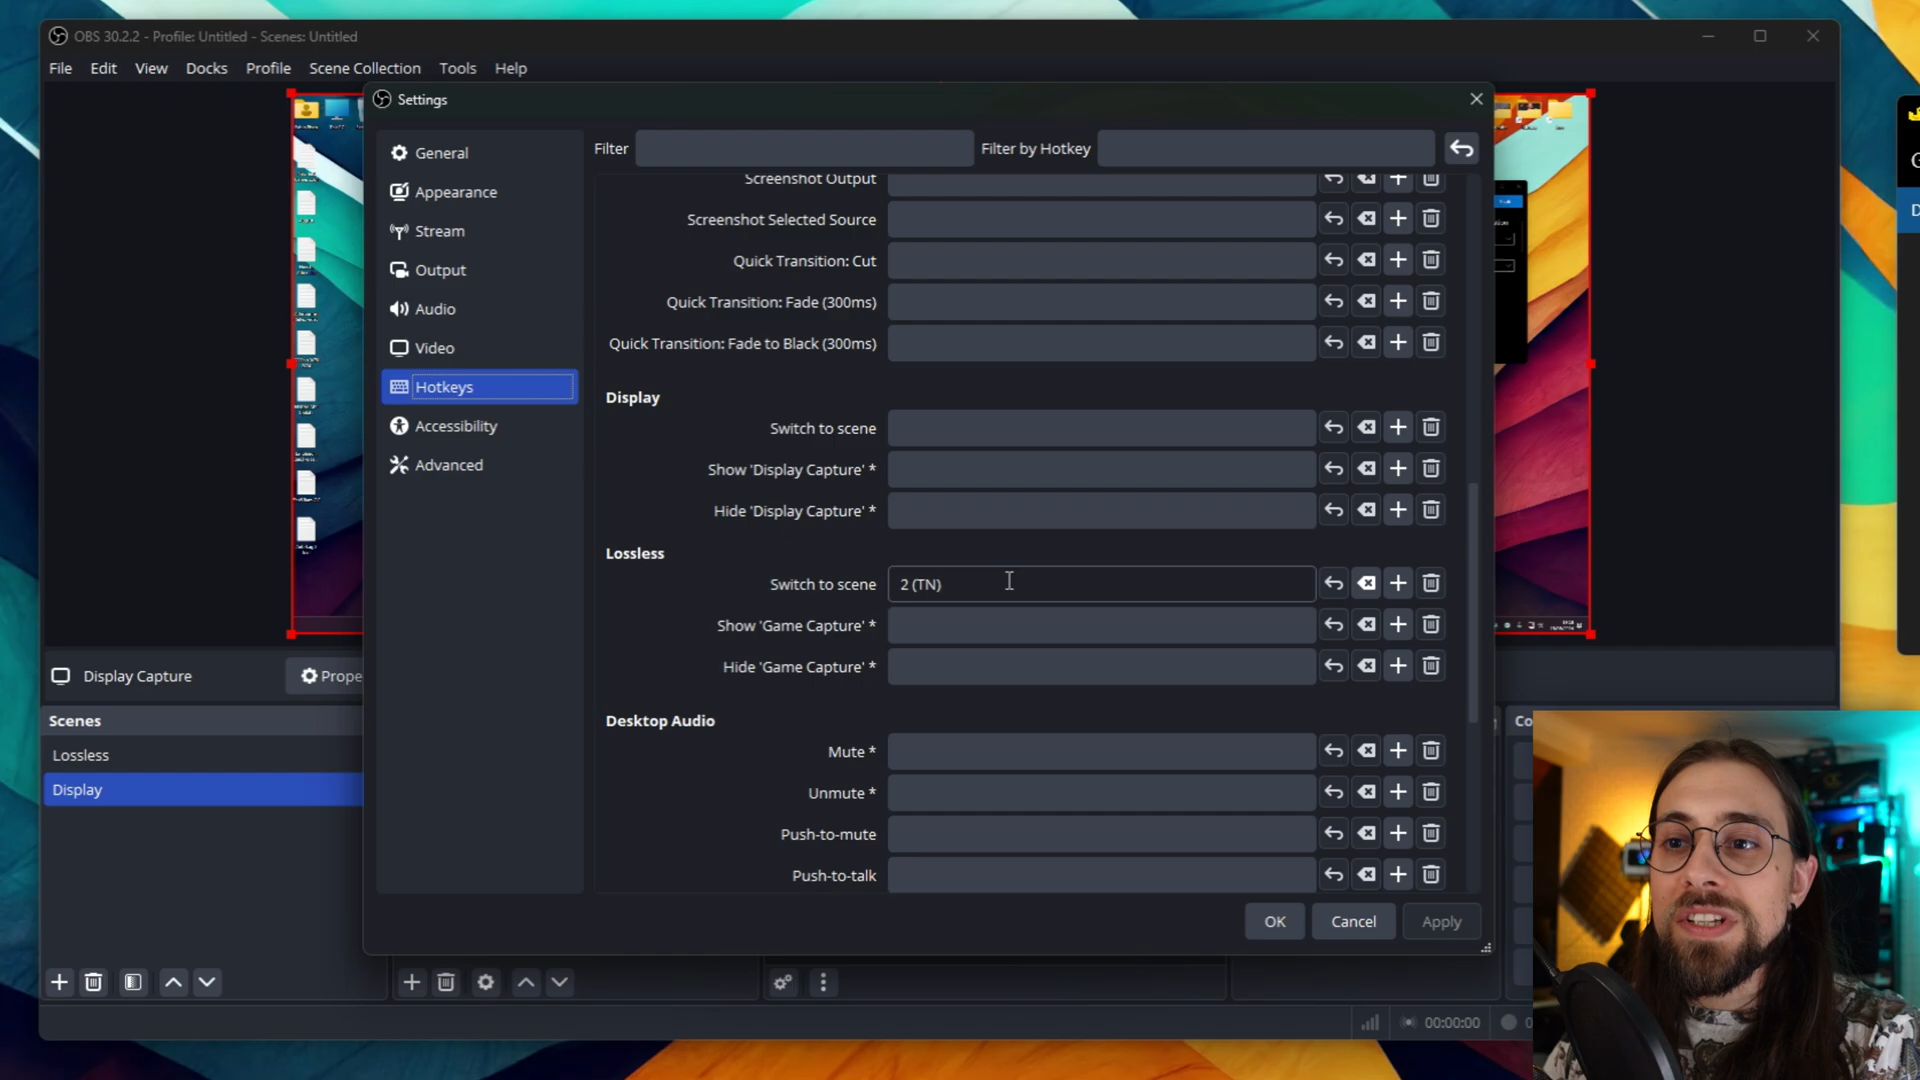 OBS 30.2.2 - Profile: Untitled - Scenes: Untitled
File Edit View Docks Profile Scene Collection Tools Help
Settings
General
Appearance
Stream
Output
Audio
Video
Hotkeys
Accessibility
Advanced
Filter
Filter by Hotkey
Screenshot Output
Screenshot Selected Source
Quick Transition: Cut
Quick Transition: Fade (300ms)
Quick Transition: Fade to Black (300ms)
Display
Switch to scene
Show 'Display Capture' *
Hide 'Display Capture' *
Lossless
Switch to scene 2 (TN)
Show 'Game Capture' *
Hide 'Game Capture' *
Desktop Audio
Mute *
Unmute *
Push-to-mute
Push-to-talk
OK Cancel Apply
Display Capture
Prope
Scenes
Lossless
Display
Co
00:00:00